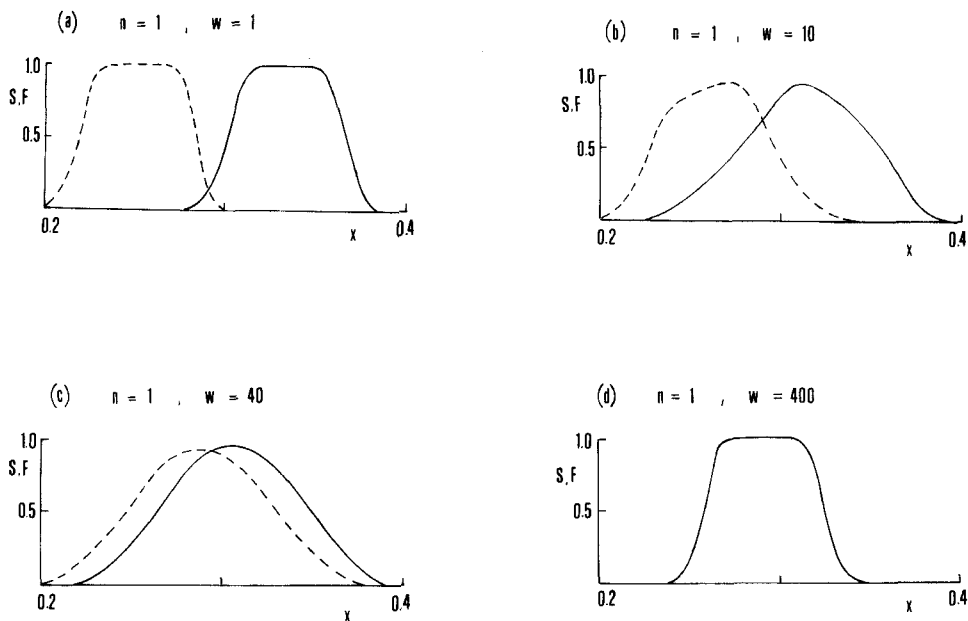 (a) n = 1 , w = 1
1.0
S,F
0.5
0.2
x
0.4
(b) n = 1 , w = 10
1.0
S,F
0.5
0.2
x
0.4
(c) n = 1 , w = 40
1.0
S,F
0.5
0.2
x
0.4
(d) n = 1 , w = 400
1.0
S,F
0.5
0.2
x
0.4